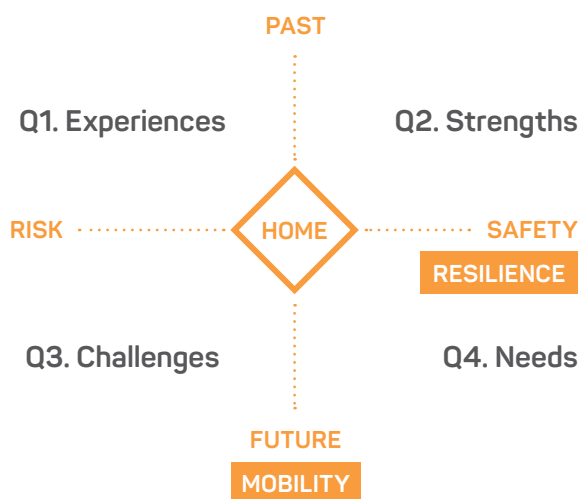 PAST
Q1. Experiences
Q2. Strengths
RISK
HOME
SAFETY
RESILIENCE
Q3. Challenges
Q4. Needs
FUTURE
MOBILITY